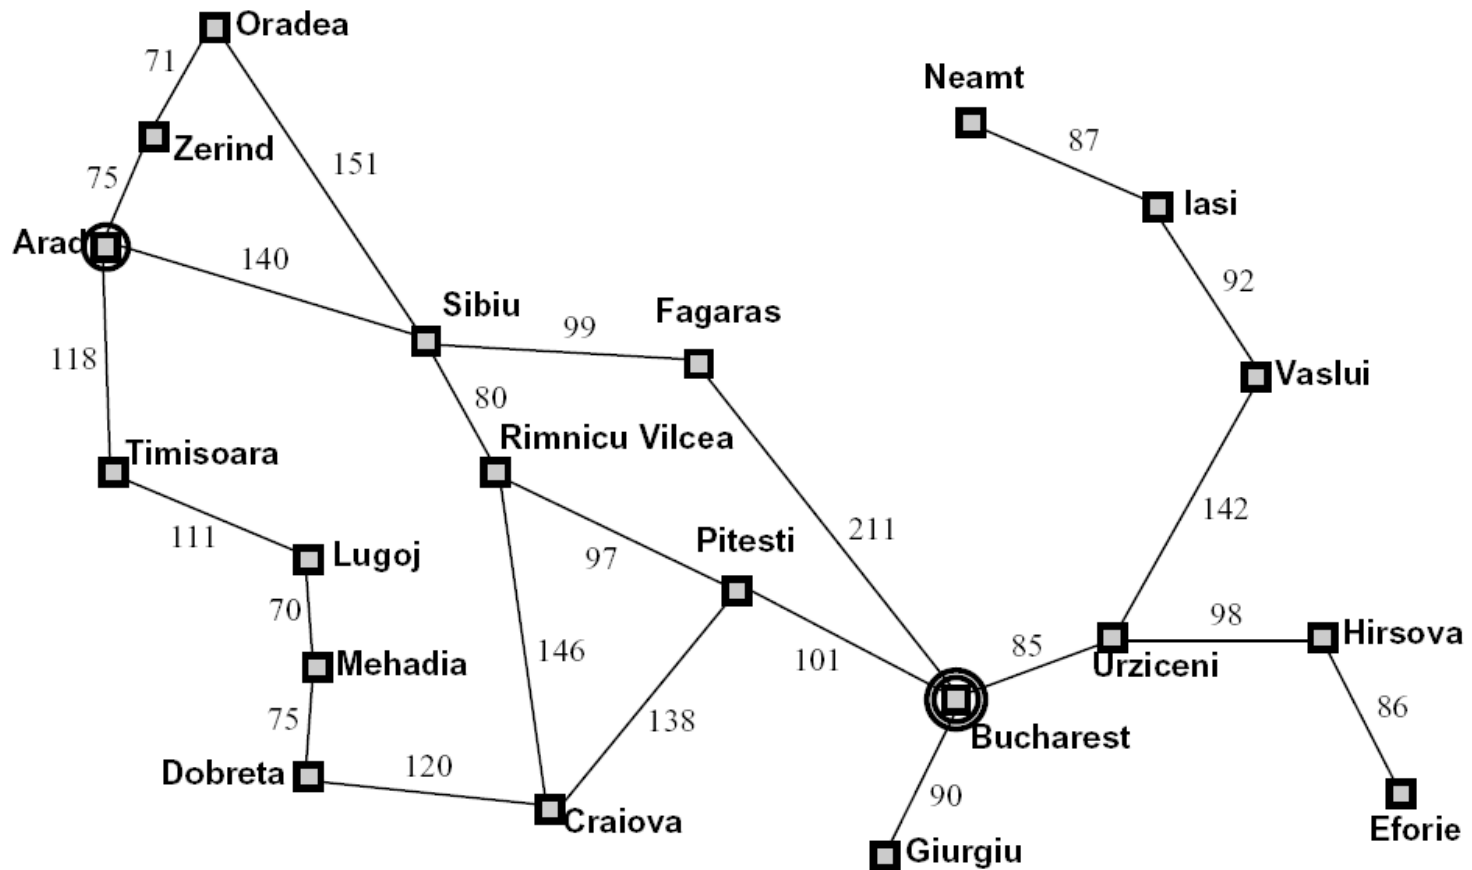 Oradea
71
Neamt
87
Zerind
151
75
Iasi
Arad
140
92
Sibiu
Fagaras
99
118
Vaslui
80
Rimnicu Vilcea
Timisoara
142
211
111
Pitesti
Lugoj
97
70
98
Hirsova
146
85
Mehadia
101
Urziceni
75
138
86
Bucharest
Dobreta
120
90
Craiova
Eforie
Giurgiu